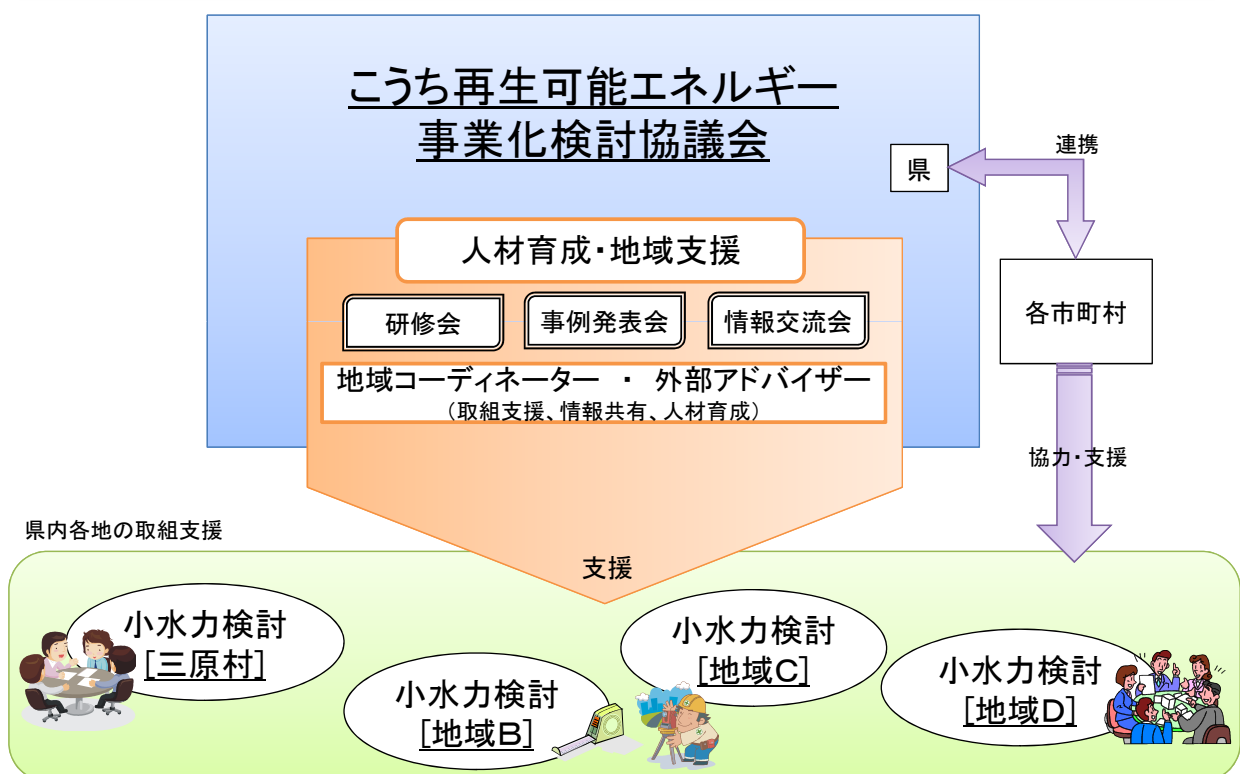 こうち再生可能エネルギー
事業化検討協議会
県
連携
各市町村
人材育成・地域支援
研修会
事例発表会
情報交流会
地域コーディネーター ・ 外部アドバイザー
（取組支援、情報共有、人材育成）
協力・支援
県内各地の取組支援
支援
小水力検討
[三原村]
小水力検討
[地域B]
小水力検討
[地域C]
小水力検討
[地域D]